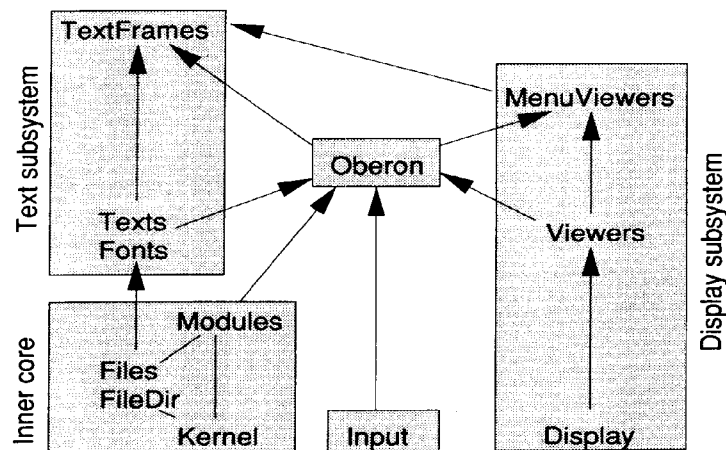 TextFrames
Text subsystem
MenuViewers
Oberon
Texts
Fonts
Viewers
Display subsystem
Modules
Files
FileDir
Inner core
Kernel
Input
Display